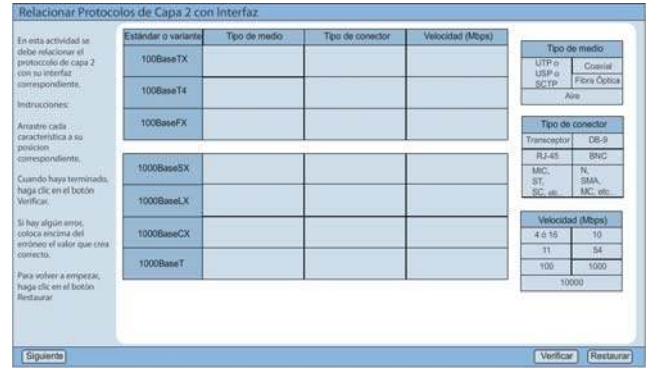 Relacionar Protocolos de Capa 2 con Interfaz
En esta actividad se
debe relacionar el
protoccolo de capa 2
con su interfaz
correspondiente.
Instrucciones:
Arrastre cada
característica a su
posicion
correspondiente.
Cuando haya terminado,
haga clic en el botón
Verificar.
Si hay algún error,
coloca encima del
erróneo el valor que crea
correcto.
Para volver a empezar,
haga clic en el botón
Restaurar
Estándar o variante Tipo de medio Tipo de conector Velocidad (Mbps)
100BaseTX
100BaseT4
100BaseFX
1000BaseSX
1000BaseLX
1000BaseCX
1000BaseT
Tipo de medio
UTP o
USP o
SCTP
Coaxial
Fibra Óptica
Aire
Tipo de conector
Transceptor DB-9
RJ-45 BNC
MIC,
ST,
SC, etc.
N,
SMA,
MC, etc.
Velocidad (Mbps)
4 ó 16 10
11 54
100 1000
10000
Siguiente Verificar Restaurar